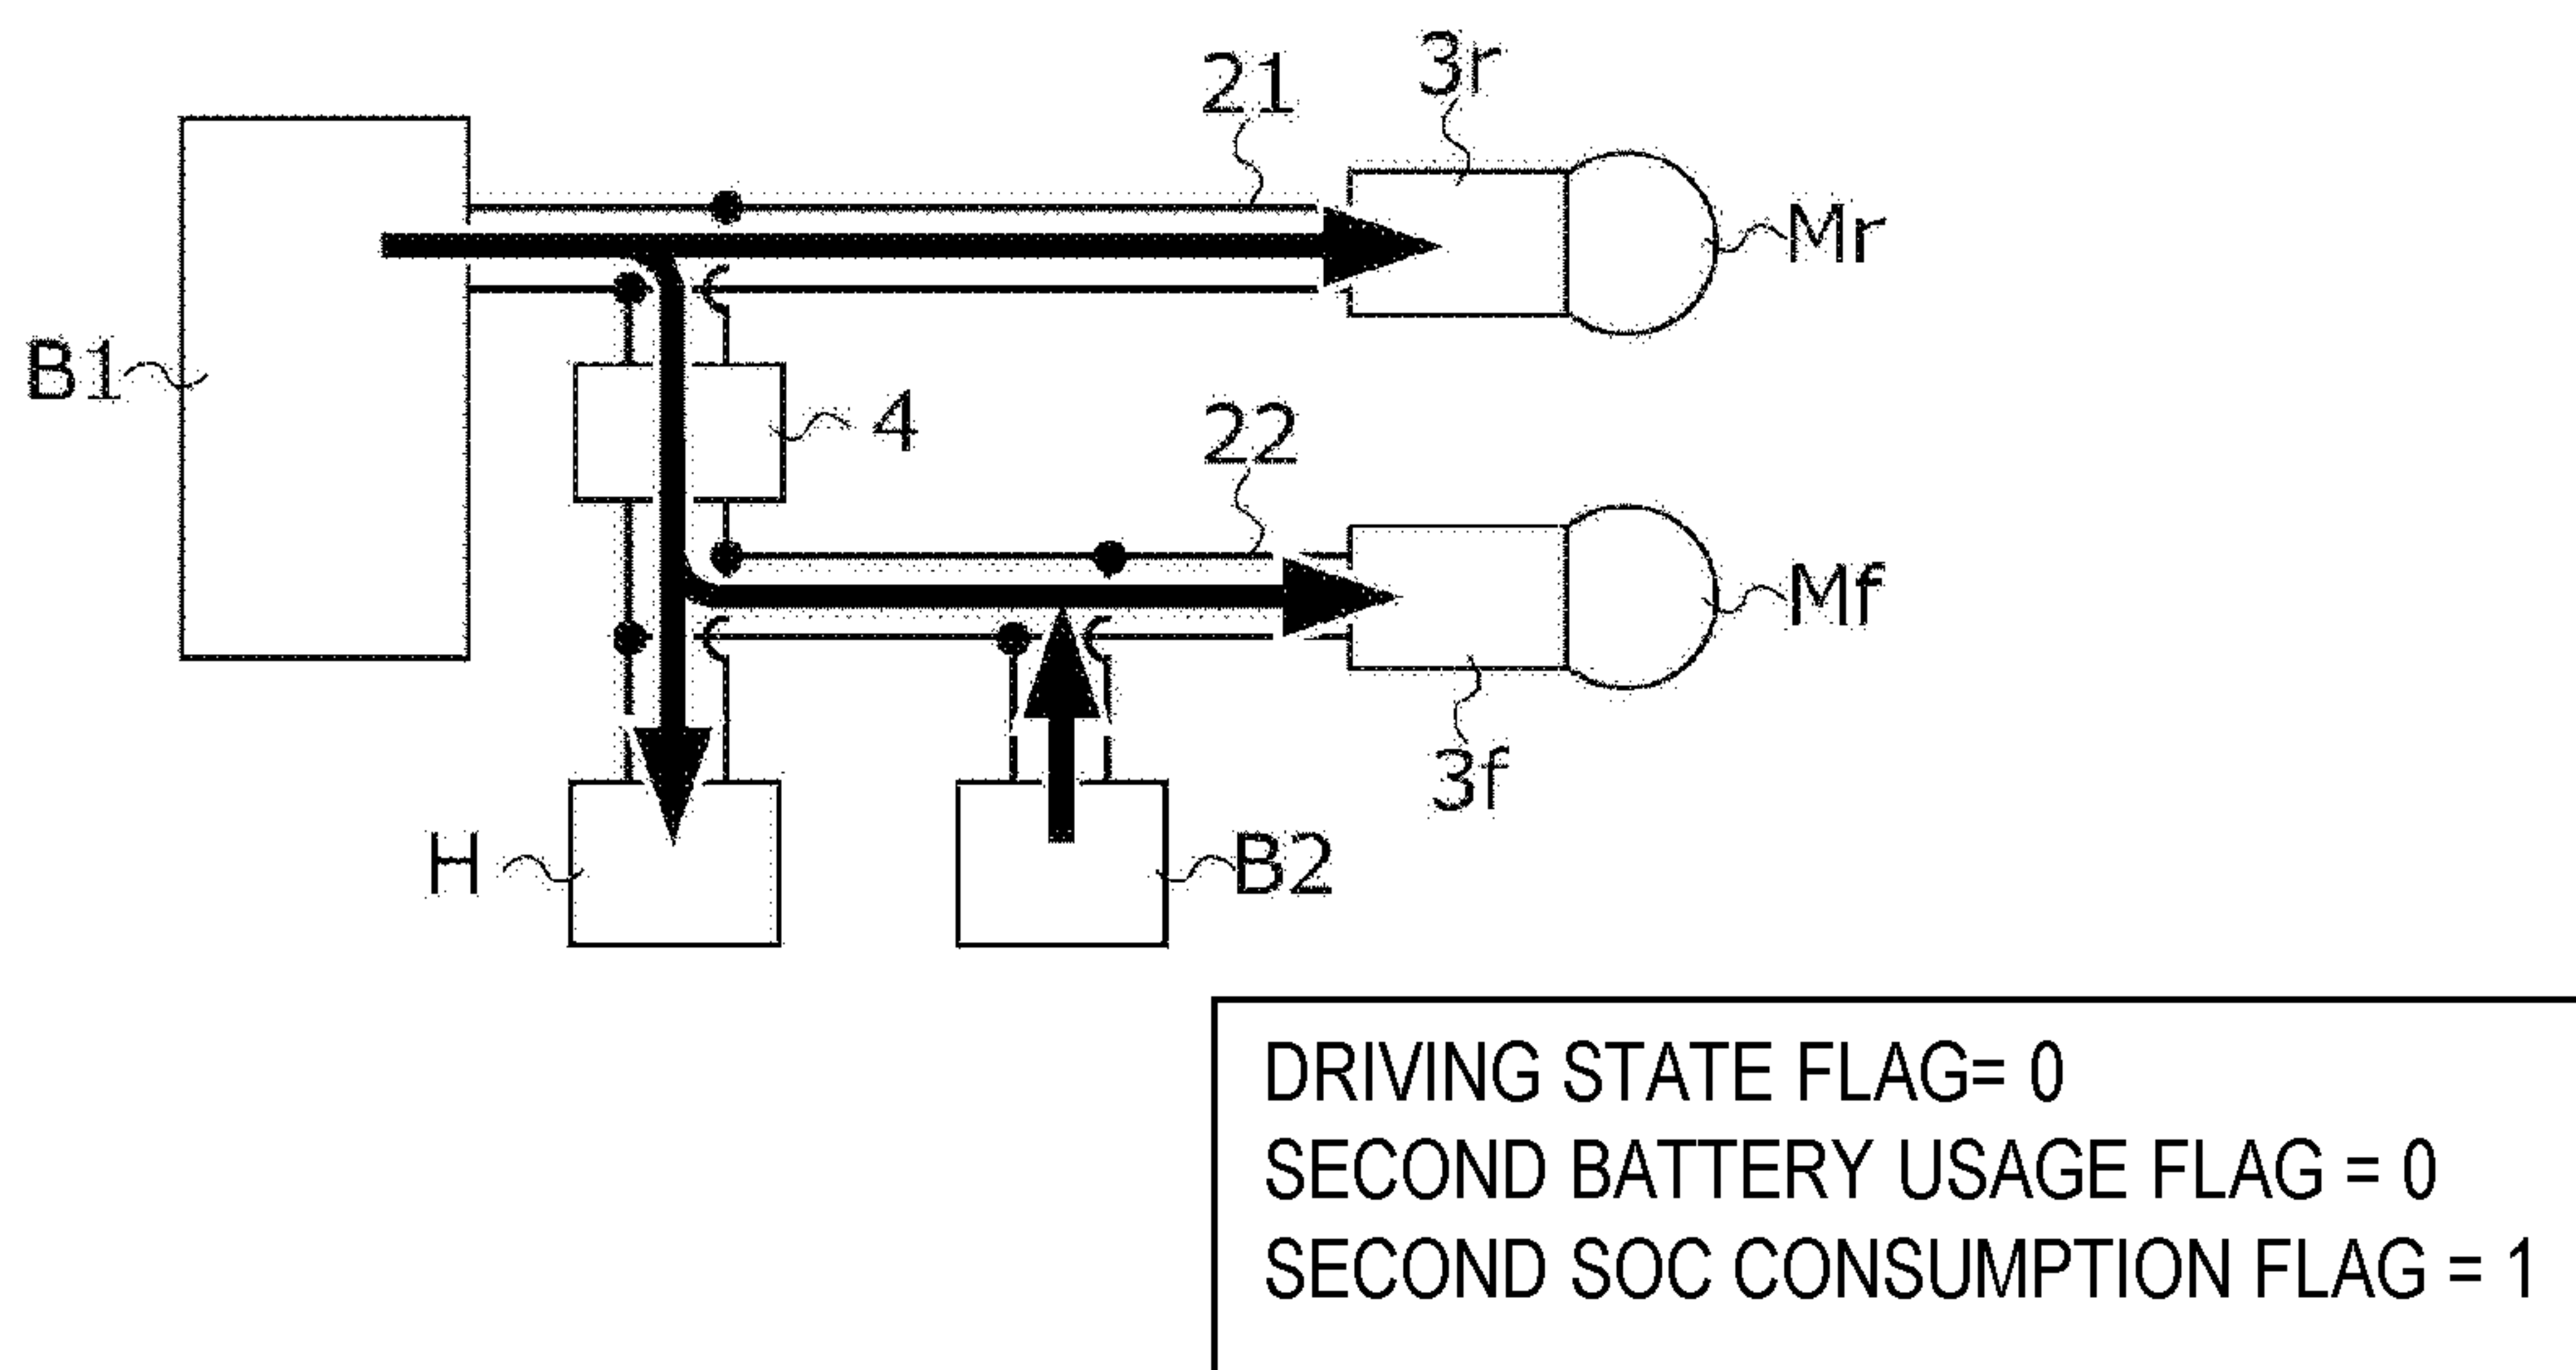 21
3r
Mr
B1
4
22
Mf
3f
H
B2
DRIVING STATE FLAG= 0
SECOND BATTERY USAGE FLAG = 0
SECOND SOC CONSUMPTION FLAG = 1